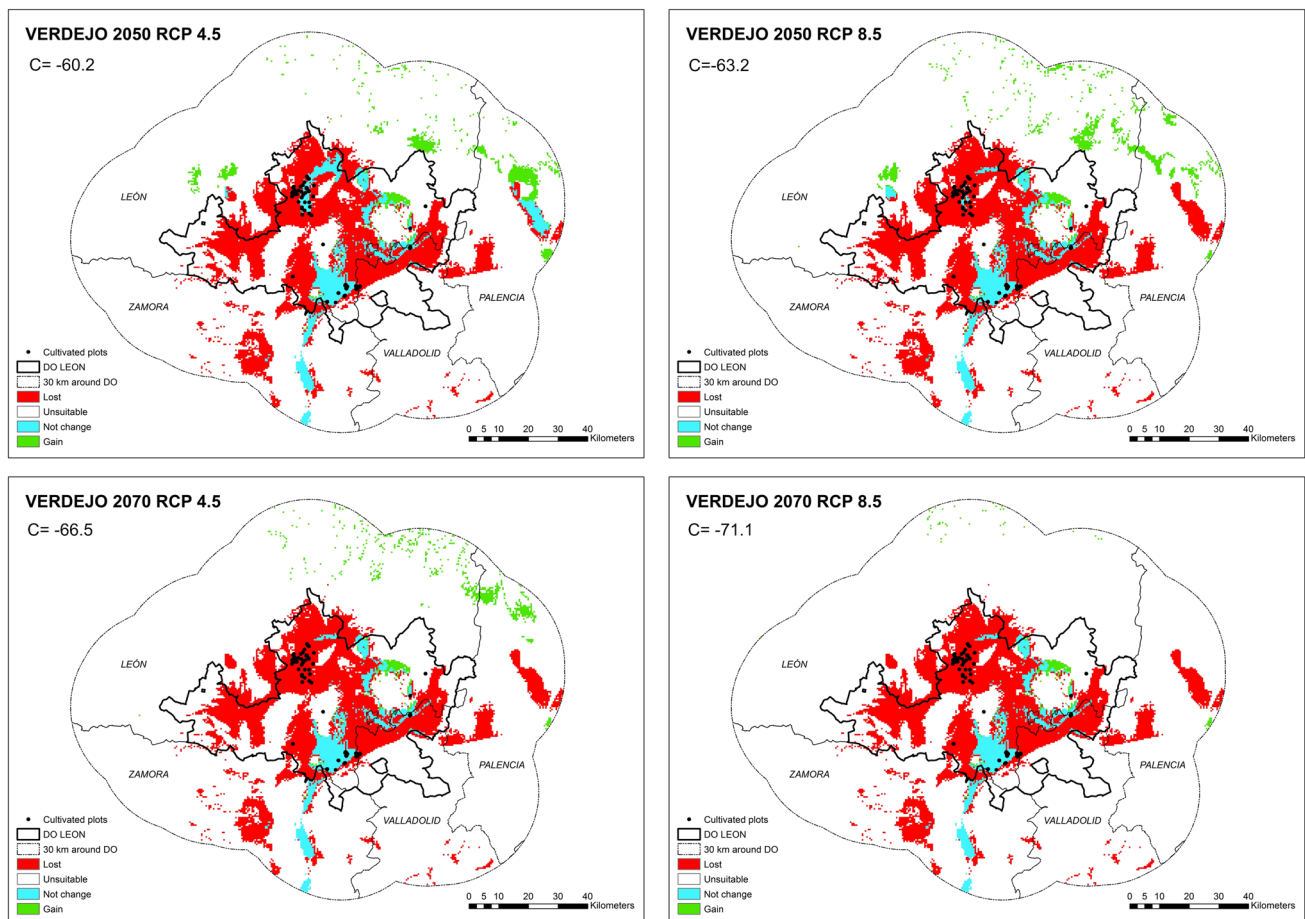 VERDEJO 2050 RCP 4.5
C= -60.2
LEÓN
ZAMORA
PALENCIA
VALLADOLID
Cultivated plots
DO LEON
30 km around DO
Lost
Unsuitable
Not change
Gain
0 5 10 20 30 40
Kilometers
VERDEJO 2050 RCP 8.5
C=-63.2
LEÓN
ZAMORA
PALENCIA
VALLADOLID
Cultivated plots
DO LEON
30 km around DO
Lost
Unsuitable
Not change
Gain
0 5 10 20 30 40
Kilometers
VERDEJO 2070 RCP 4.5
C= -66.5
LEÓN
ZAMORA
PALENCIA
VALLADOLID
Cultivated plots
DO LEON
30 km around DO
Lost
Unsuitable
Not change
Gain
0 5 10 20 30 40
Kilometers
VERDEJO 2070 RCP 8.5
C= -71.1
LEÓN
ZAMORA
PALENCIA
VALLADOLID
Cultivated plots
DO LEON
30 km around DO
Lost
Unsuitable
Not change
Gain
0 5 10 20 30 40
Kilometers